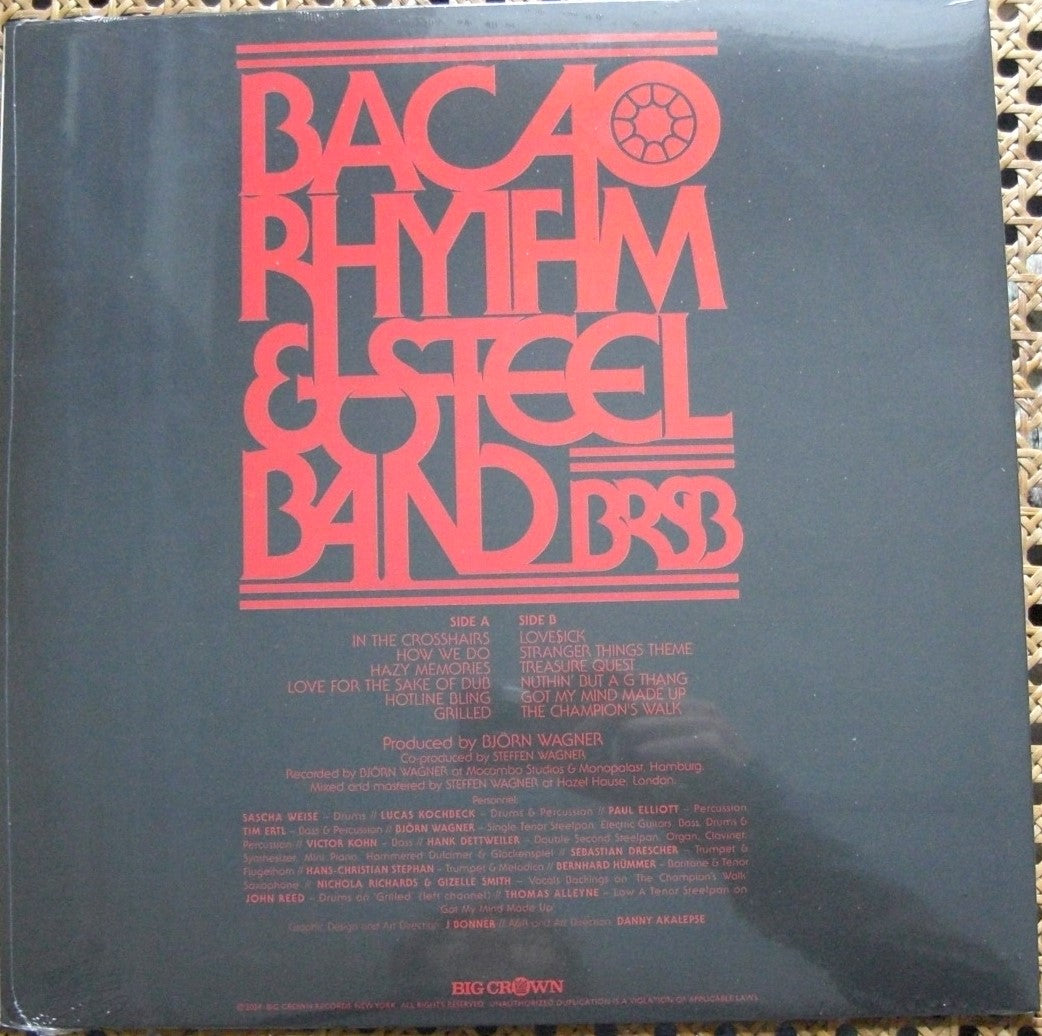 BACAO
RHYTHM
& STEEL
BAND BRSB
SIDE A
IN THE CROSSHAIRS
HOW WE DO
HAZY MEMORIES
LOVE FOR THE SAKE OF DUB
HOTLINE BLING
GRILLED
SIDE B
LOVE$ICK
STRANGER THINGS THEME
TREASURE QUEST
NUTHIN' BUT A G THANG
GOT MY MIND MADE UP
THE CHAMPION'S WALK
Produced by BJÖRN WAGNER
Co-produced by STEFFEN WAGNER
Recorded by BJÖRN WAGNER at Mocambo Studios & Monopalast, Hamburg.
Mixed and mastered by STEFFEN WAGNER at Hazel House, London.
Personnel:
SASCHA WEISE – Drums // LUCAS KOCHBECK – Drums & Percussion // PAUL ELLIOTT – Percussion
TIM ERTL – Bass & Percussion // BJÖRN WAGNER – Single Tenor Steelpan, Electric Guitars, Bass, Drums &
Percussion // VICTOR KOHN – Bass // HANK DETTWEILER – Double Second Steelpan, Organ, Clavinet,
Synthesizer, Mini Piano, Hammered Dulcimer & Glockenspiel // SEBASTIAN DRESCHER – Trumpet &
Flugelhorn // HANS-CHRISTIAN STEPHAN – Trumpet & Melodica // BERNHARD HÜMMER – Baritone & Tenor
Saxophone // NICHOLA RICHARDS & GIZELLE SMITH – Vocals Backings on 'The Champion's Walk'
JOHN REED – Drums on 'Grilled' (left channel) // THOMAS ALLEYNE – Low A Tenor Steelpan on
'Got My Mind Made Up'
Graphic Design and Art Direction: J BONNER // A&R and Art Direction: DANNY AKALEPSE
BIG CROWN
©2024 BIG CROWN RECORDS NEW YORK. ALL RIGHTS RESERVED. UNAUTHORIZED DUPLICATION IS A VIOLATION OF APPLICABLE LAWS.